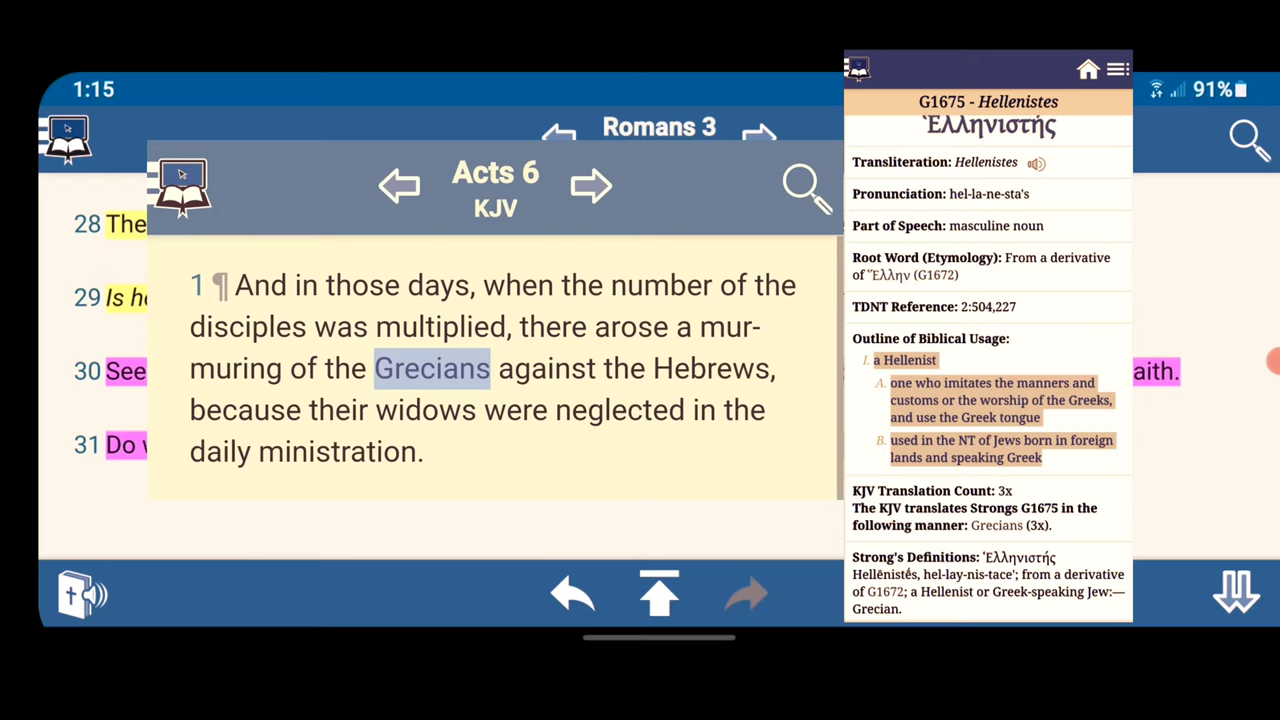 1:15
91%
Romans 3
28 The
29 Is he
30 See
aith.
31 Do w
Acts 6
KJV
1 ¶ And in those days, when the number of the
disciples was multiplied, there arose a mur-
muring of the Grecians against the Hebrews,
because their widows were neglected in the
daily ministration.
G1675 - Hellenistes
Ἑλληνιστής
Transliteration: Hellenistes
Pronunciation: hel-la-ne-sta's
Part of Speech: masculine noun
Root Word (Etymology): From a derivative
of Ἕλλην (G1672)
TDNT Reference: 2:504,227
Outline of Biblical Usage:
I. a Hellenist
A. one who imitates the manners and
customs or the worship of the Greeks,
and use the Greek tongue
B. used in the NT of Jews born in foreign
lands and speaking Greek
KJV Translation Count: 3x
The KJV translates Strongs G1675 in the
following manner: Grecians (3x).
Strong's Definitions: Ἑλληνιστής
Hellēnistḗs, hel-lay-nis-tace'; from a derivative
of G1672; a Hellenist or Greek-speaking Jew:—
Grecian.